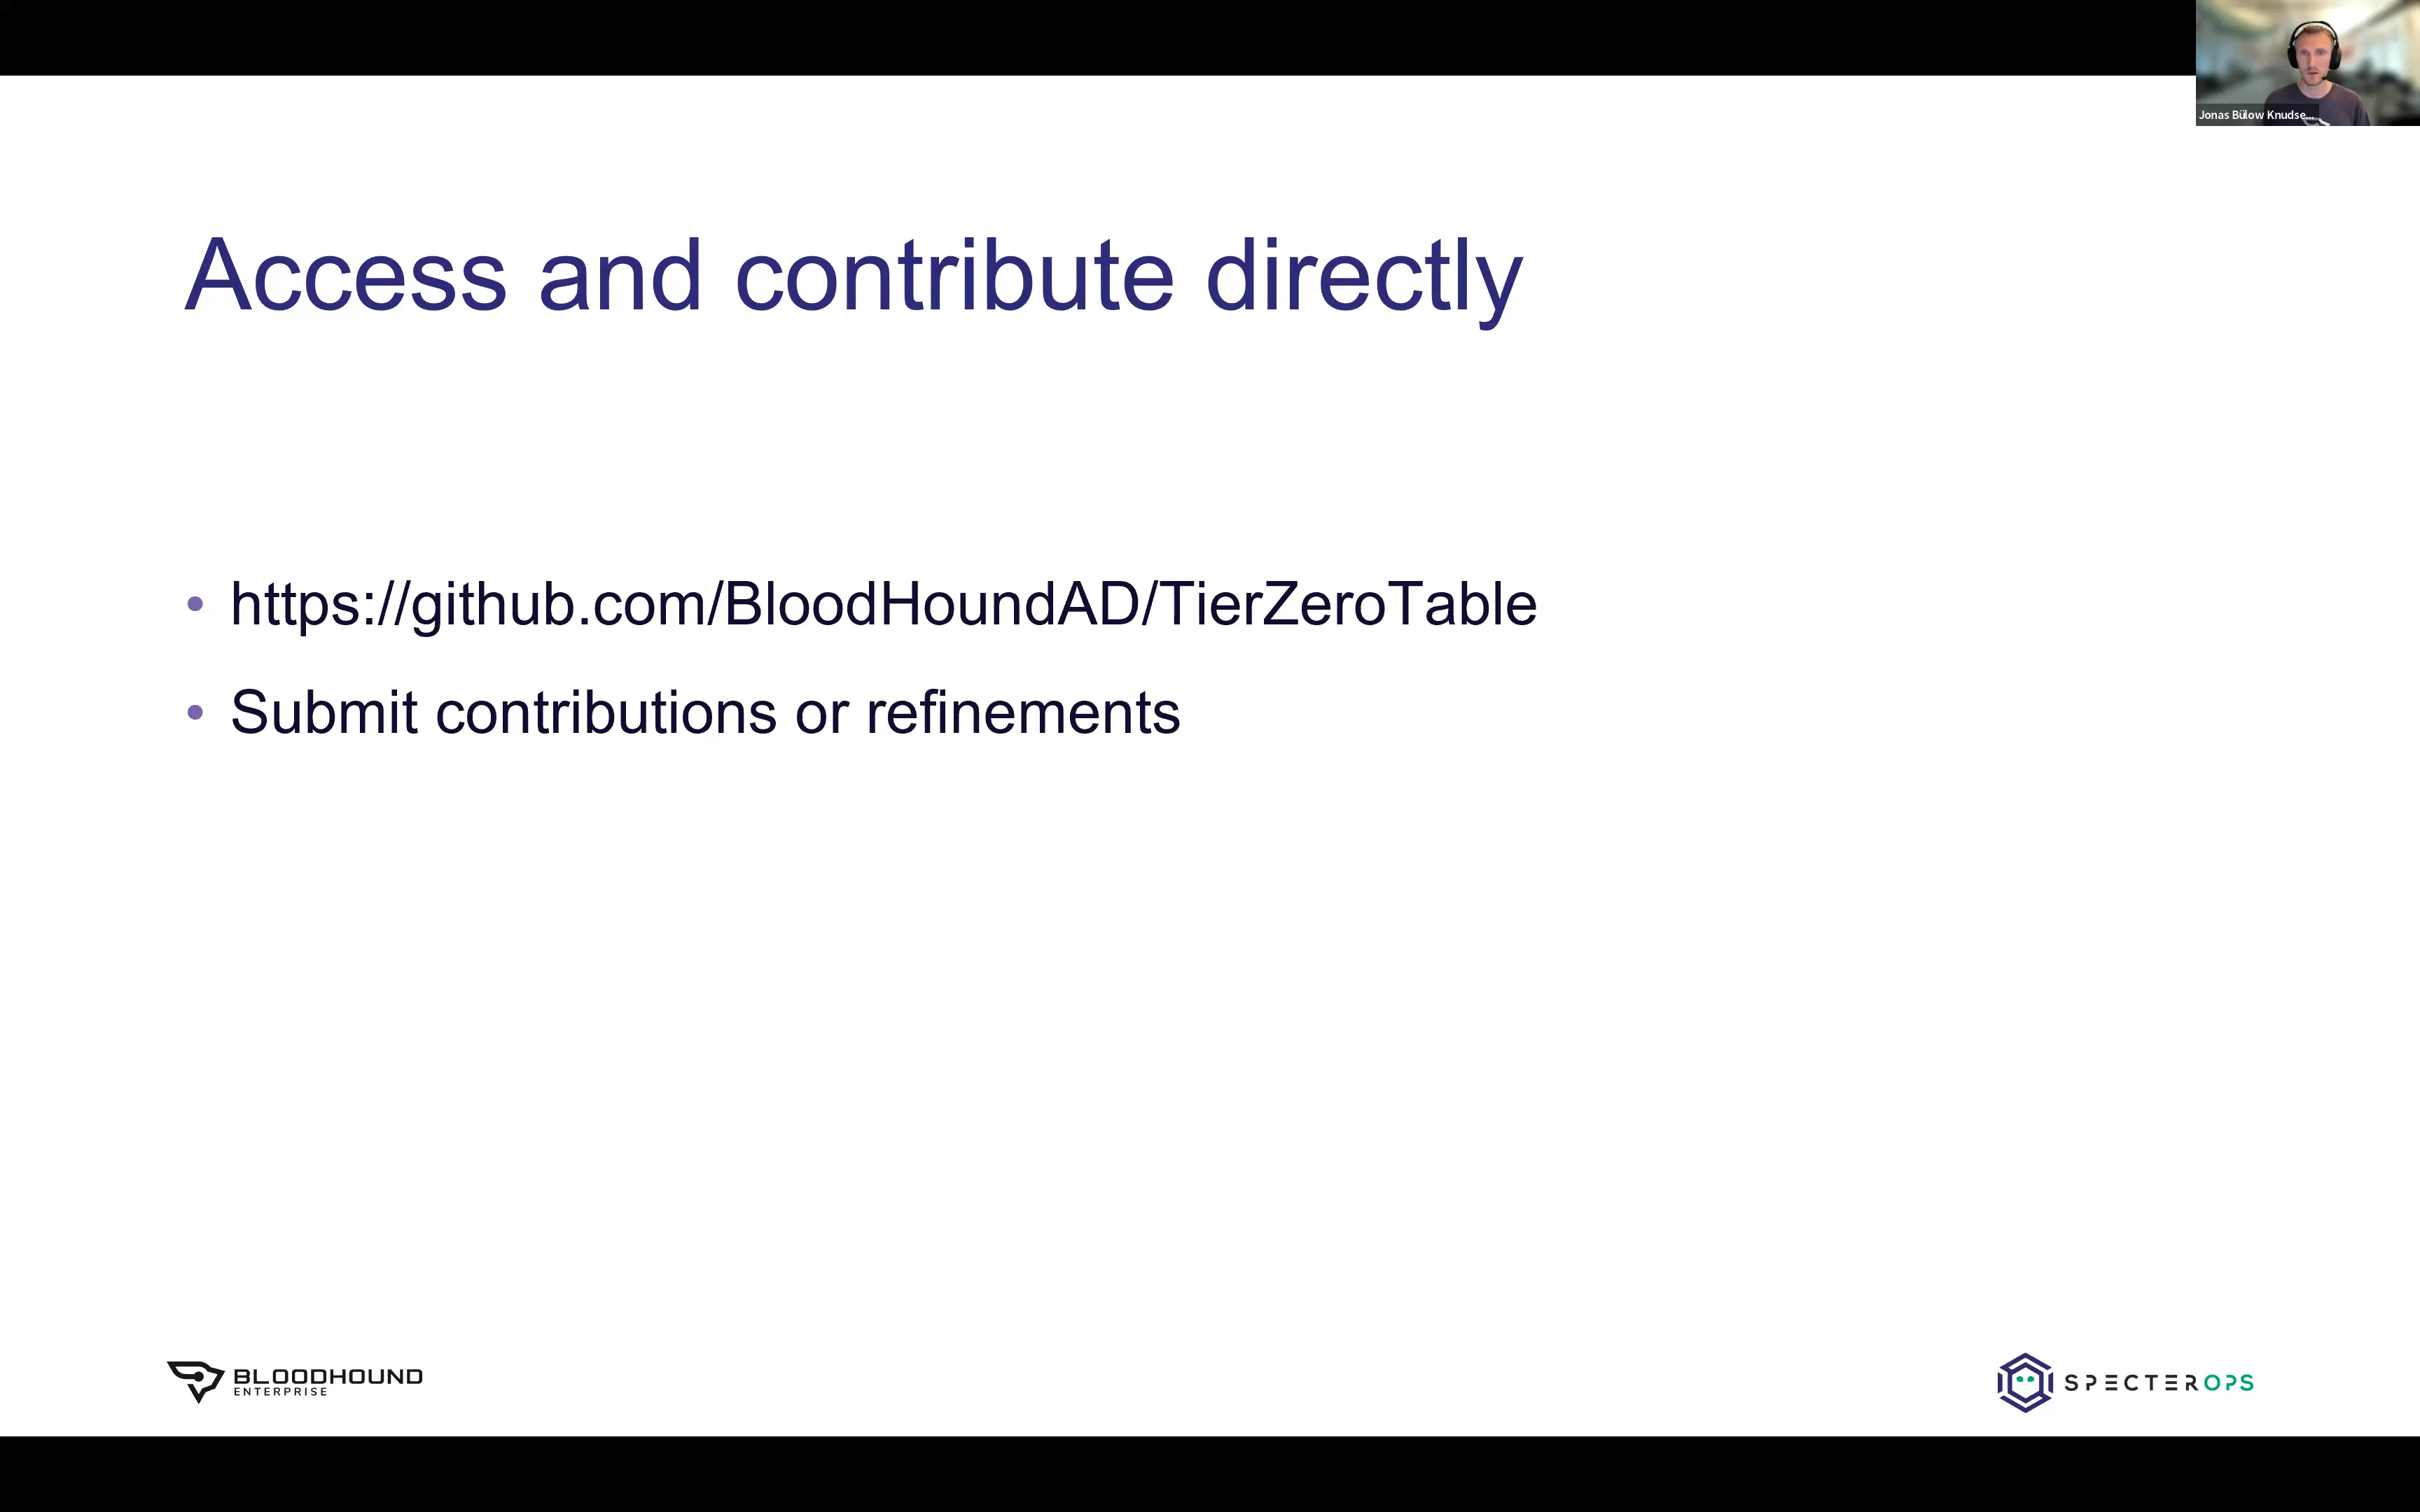 Jonas Bülow Knudse...
Access and contribute directly
• https://github.com/BloodHoundAD/TierZeroTable
• Submit contributions or refinements
BLOODHOUND
ENTERPRISE
SPECTEROPS